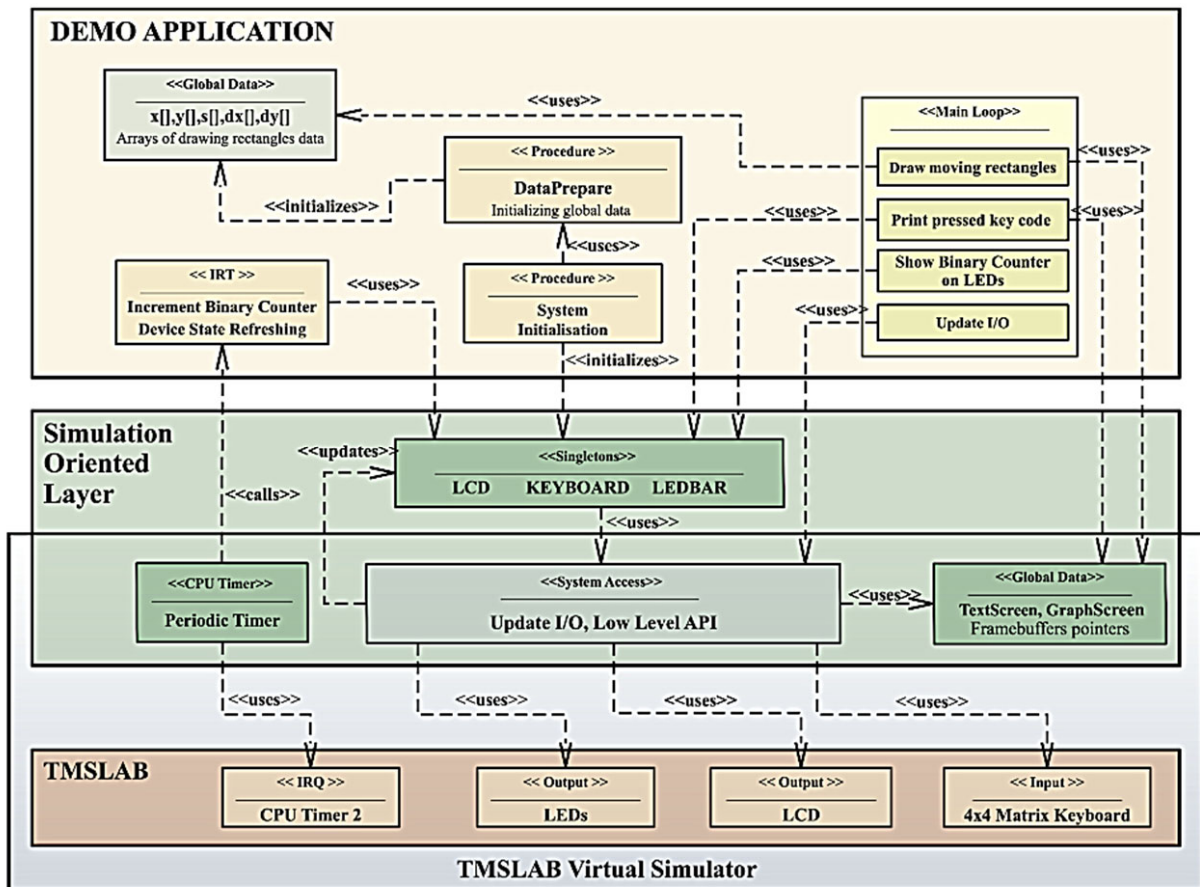 DEMO APPLICATION
<<Global Data>>
x[],y[],s[],dx[],dy[]
Arrays of drawing rectangles data
<<uses>>
<<Main Loop>>
Draw moving rectangles
<<uses>>
Print pressed key code
<<uses>>
<<uses>>
Show Binary Counter
on LEDs
<<uses>>
Update I/O
<<uses>>
<< Procedure >>
DataPrepare
Initializing global data
<<initializes>>
<<uses>>
<< IRT >>
Increment Binary Counter
Device State Refreshing
<<uses>>
<< Procedure >>
System
Initialisation
<<initializes>>
Simulation
Oriented
Layer
<<updates>>
<<Singletons>>
LCD KEYBOARD LEDBAR
<<calls>>
<<uses>>
<<CPU Timer>>
Periodic Timer
<<System Access>>
Update I/O, Low Level API
<<uses>>
<<Global Data>>
TextScreen, GraphScreen
Framebuffers pointers
<<uses>>
<<uses>>
<<uses>>
<<uses>>
TMSLAB
<< IRQ >>
CPU Timer 2
<< Output >>
LEDs
<< Output >>
LCD
<< Input >>
4x4 Matrix Keyboard
TMSLAB Virtual Simulator